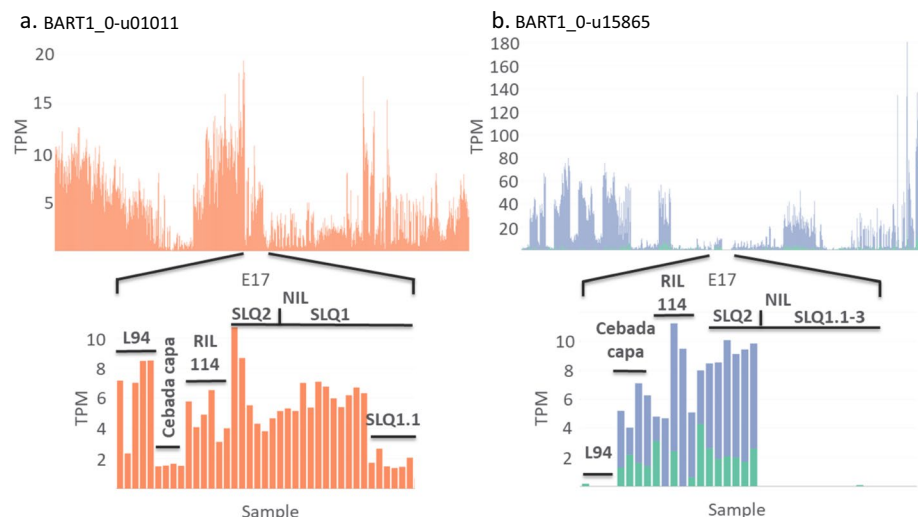 a. BART1_0-u01011
20
15
10
5
TPM
E17
NIL
SLQ2 SLQ1
L94
Cebada capa
RIL
114
SLQ1.1
10
8
6
4
2
TPM
Sample
b. BART1_0-u15865
180
160
140
120
100
80
60
40
20
TPM
E17
RIL
114
NIL
SLQ2 SLQ1.1-3
Cebada
capa
L94
10
8
6
4
2
TPM
Sample